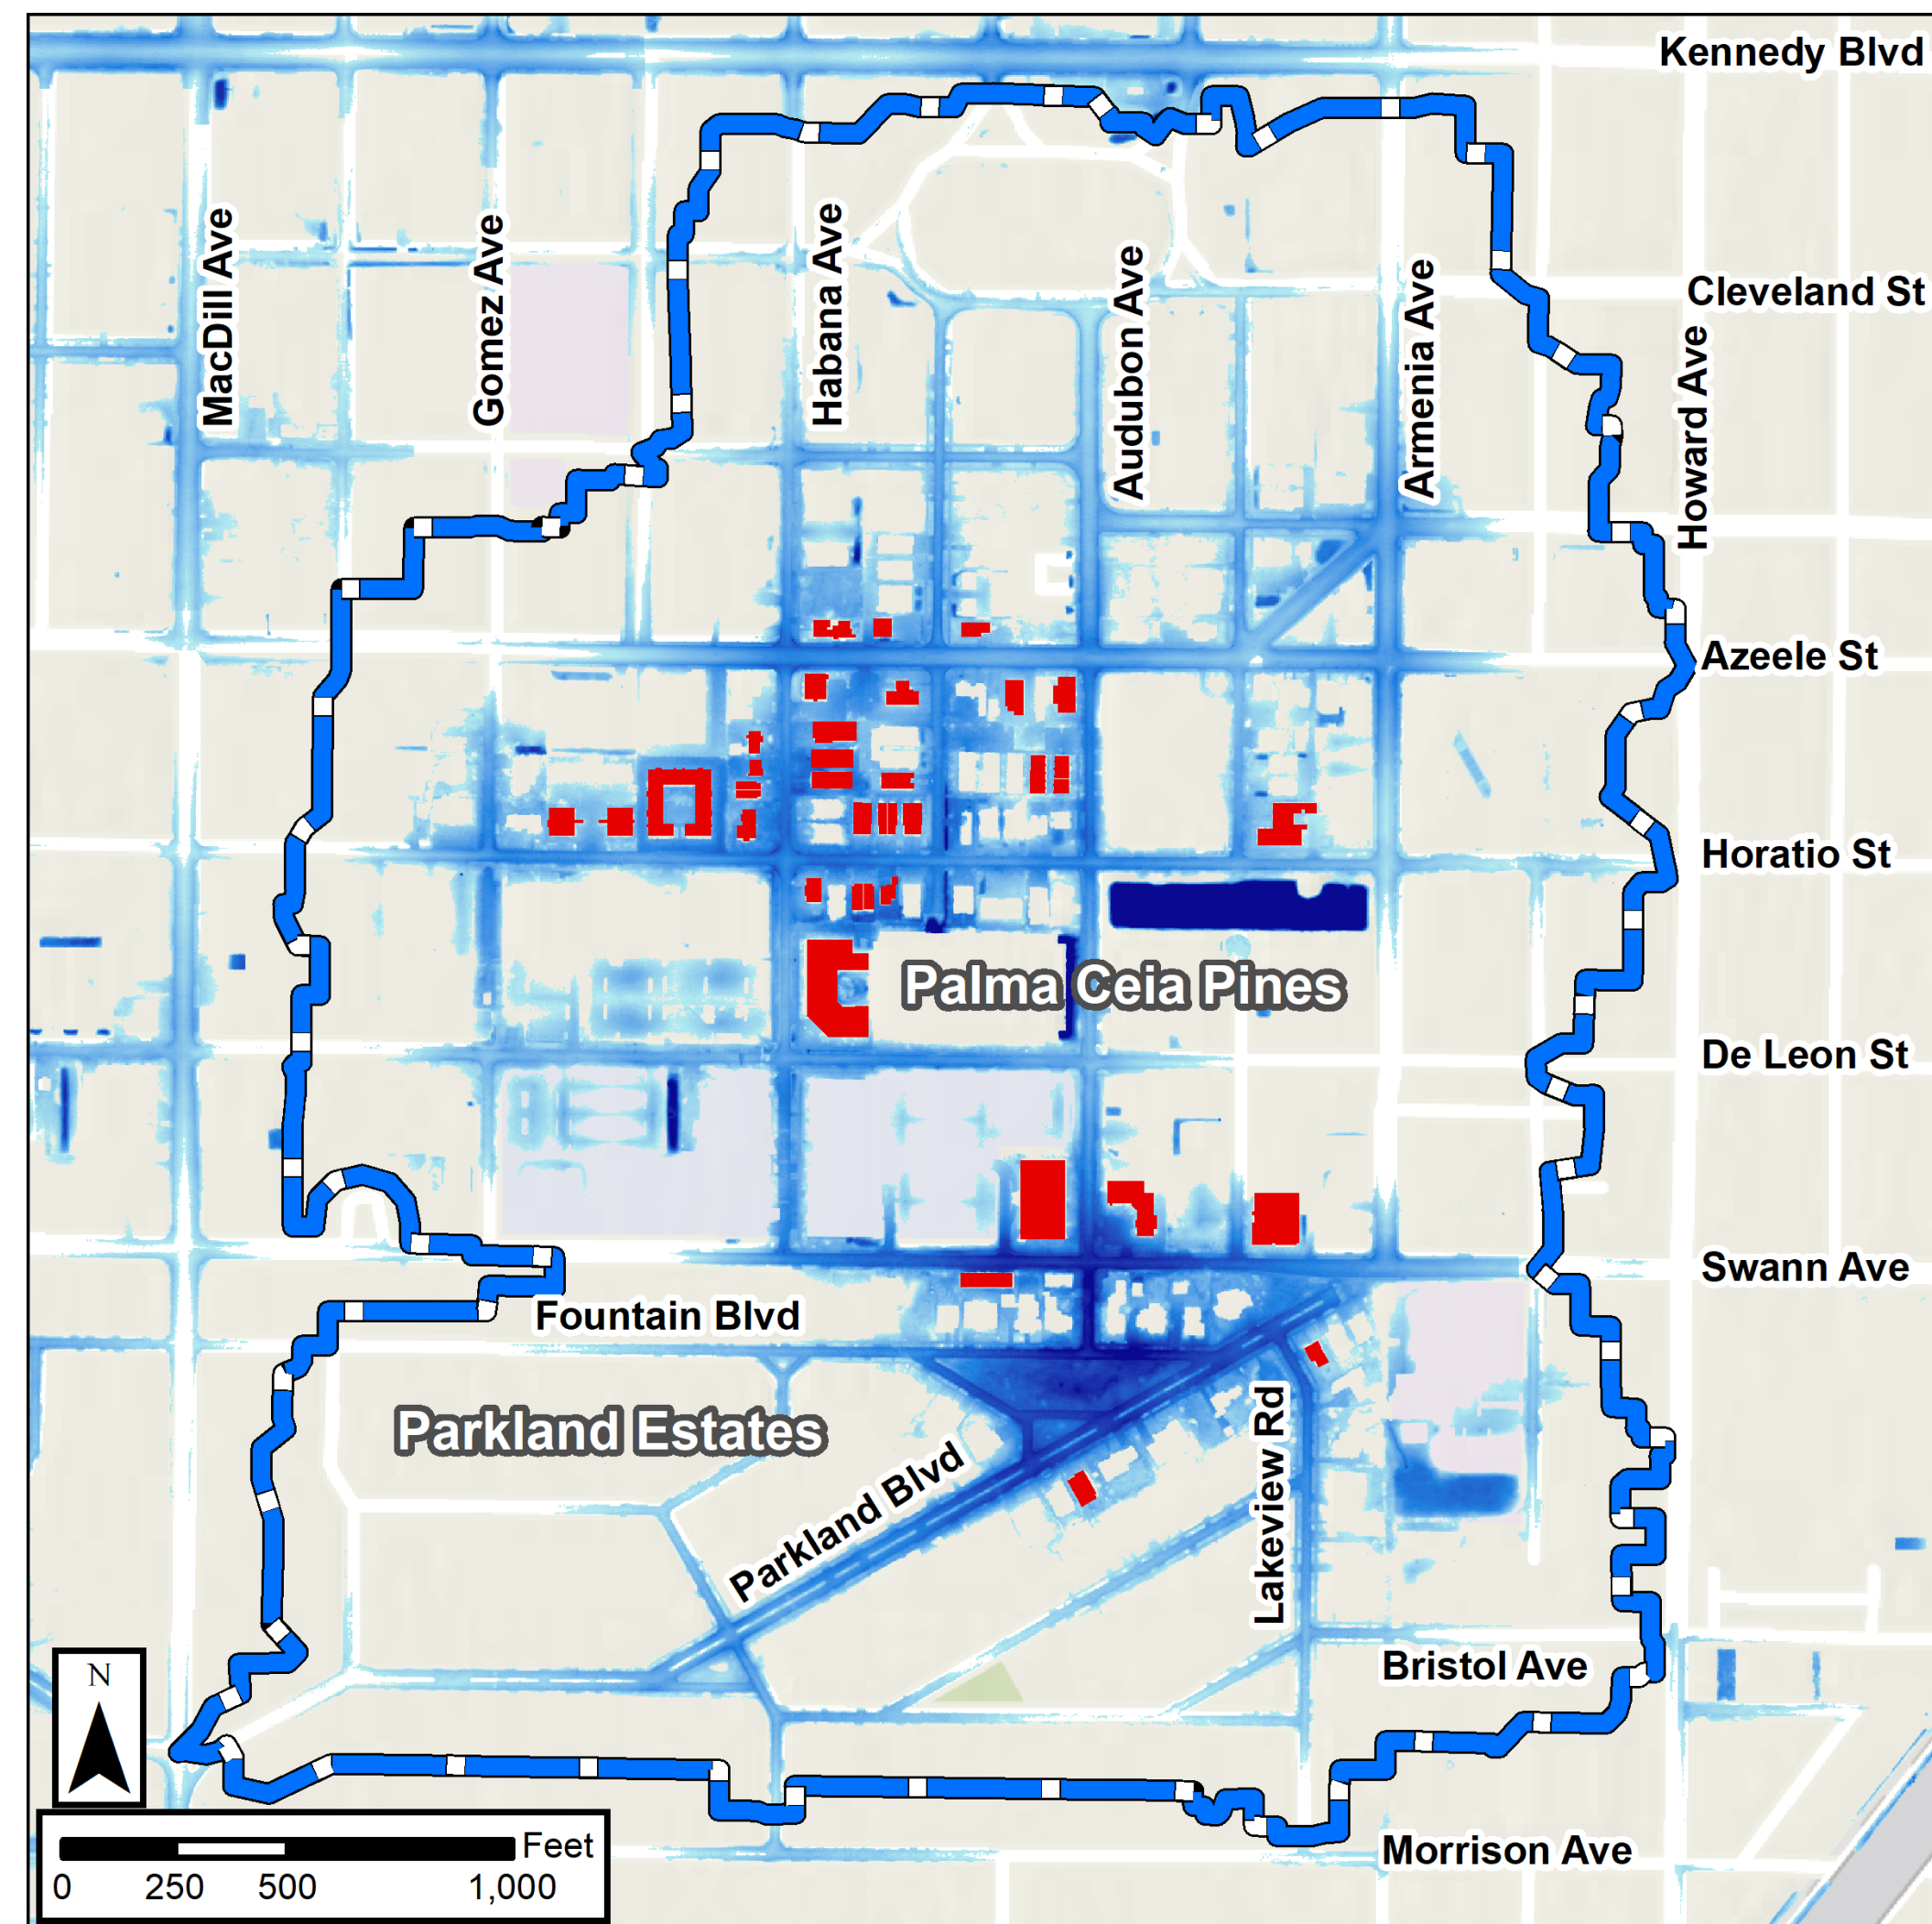 Kennedy Blvd
MacDill Ave
Gomez Ave
Habana Ave
Audubon Ave
Armenia Ave
Cleveland St
Howard Ave
Azeele St
Horatio St
Palma Ceia Pines
De Leon St
Swann Ave
Fountain Blvd
Parkland Estates
Parkland Blvd
Lakeview Rd
Bristol Ave
N
Morrison Ave
Feet
0 250 500 1,000